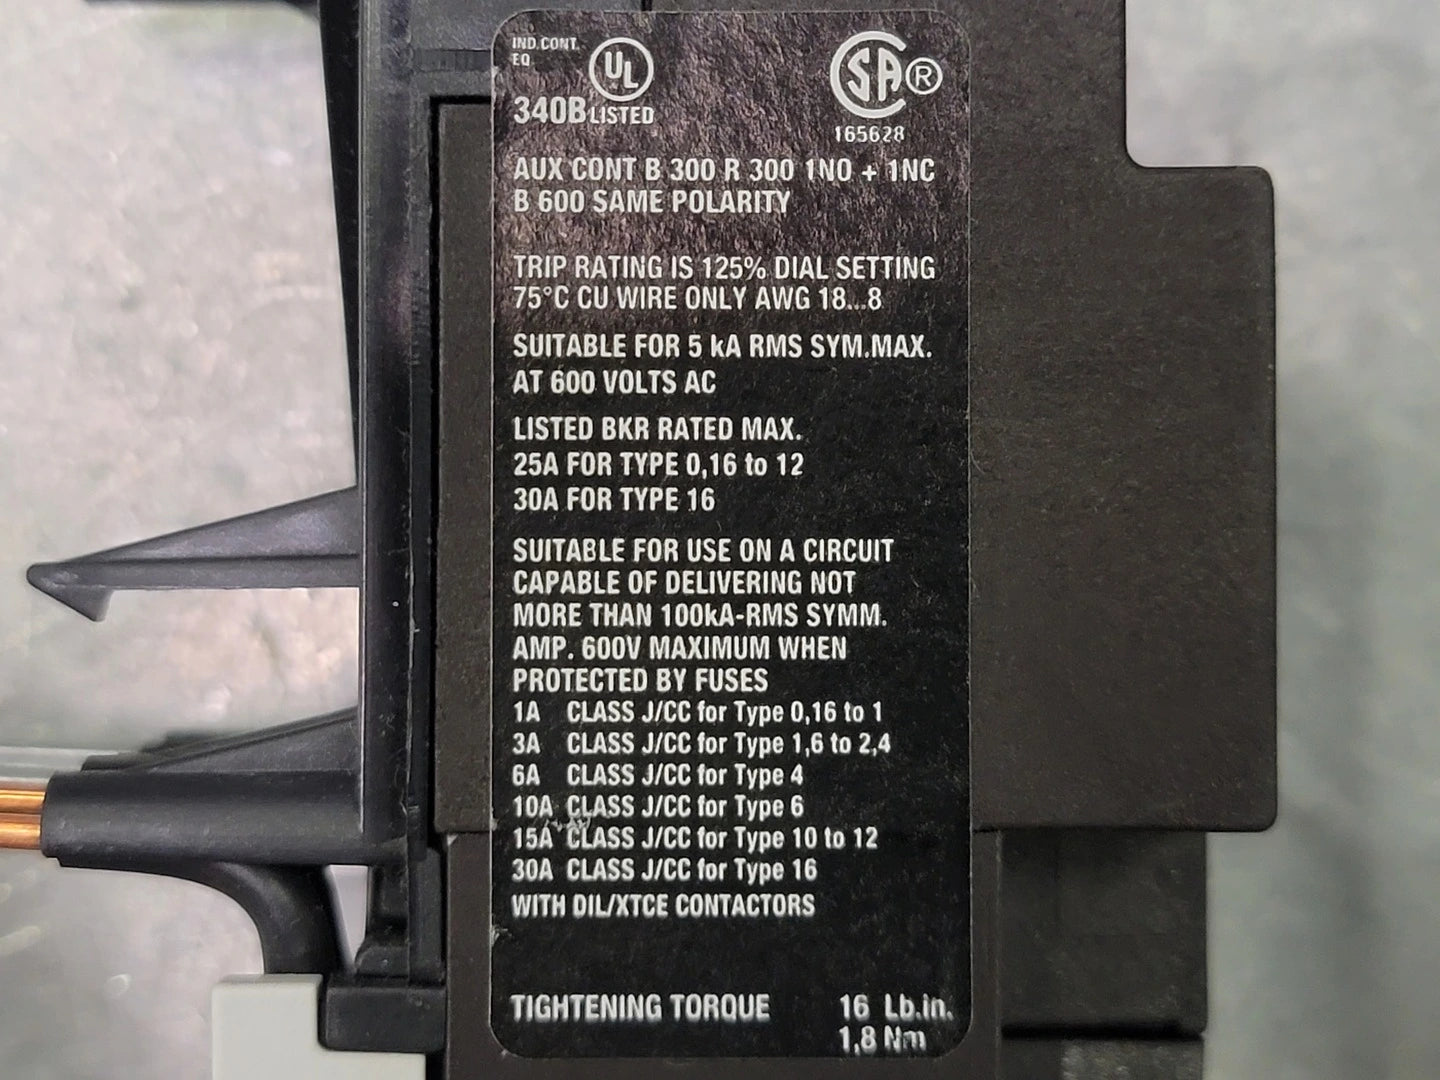 IND.CONT.
EQ
UL
340B LISTED
SA ®
165628
AUX CONT B 300 R 300 1NO + 1NC
B 600 SAME POLARITY
TRIP RATING IS 125% DIAL SETTING
75°C CU WIRE ONLY AWG 18...8
SUITABLE FOR 5 kA RMS SYM.MAX.
AT 600 VOLTS AC
LISTED BKR RATED MAX.
25A FOR TYPE 0,16 to 12
30A FOR TYPE 16
SUITABLE FOR USE ON A CIRCUIT
CAPABLE OF DELIVERING NOT
MORE THAN 100kA-RMS SYMM.
AMP. 600V MAXIMUM WHEN
PROTECTED BY FUSES
1A CLASS J/CC for Type 0,16 to 1
3A CLASS J/CC for Type 1,6 to 2,4
6A CLASS J/CC for Type 4
10A CLASS J/CC for Type 6
15A CLASS J/CC for Type 10 to 12
30A CLASS J/CC for Type 16
WITH DIL/XTCE CONTACTORS
TIGHTENING TORQUE 16 Lb.in.
1,8 Nm